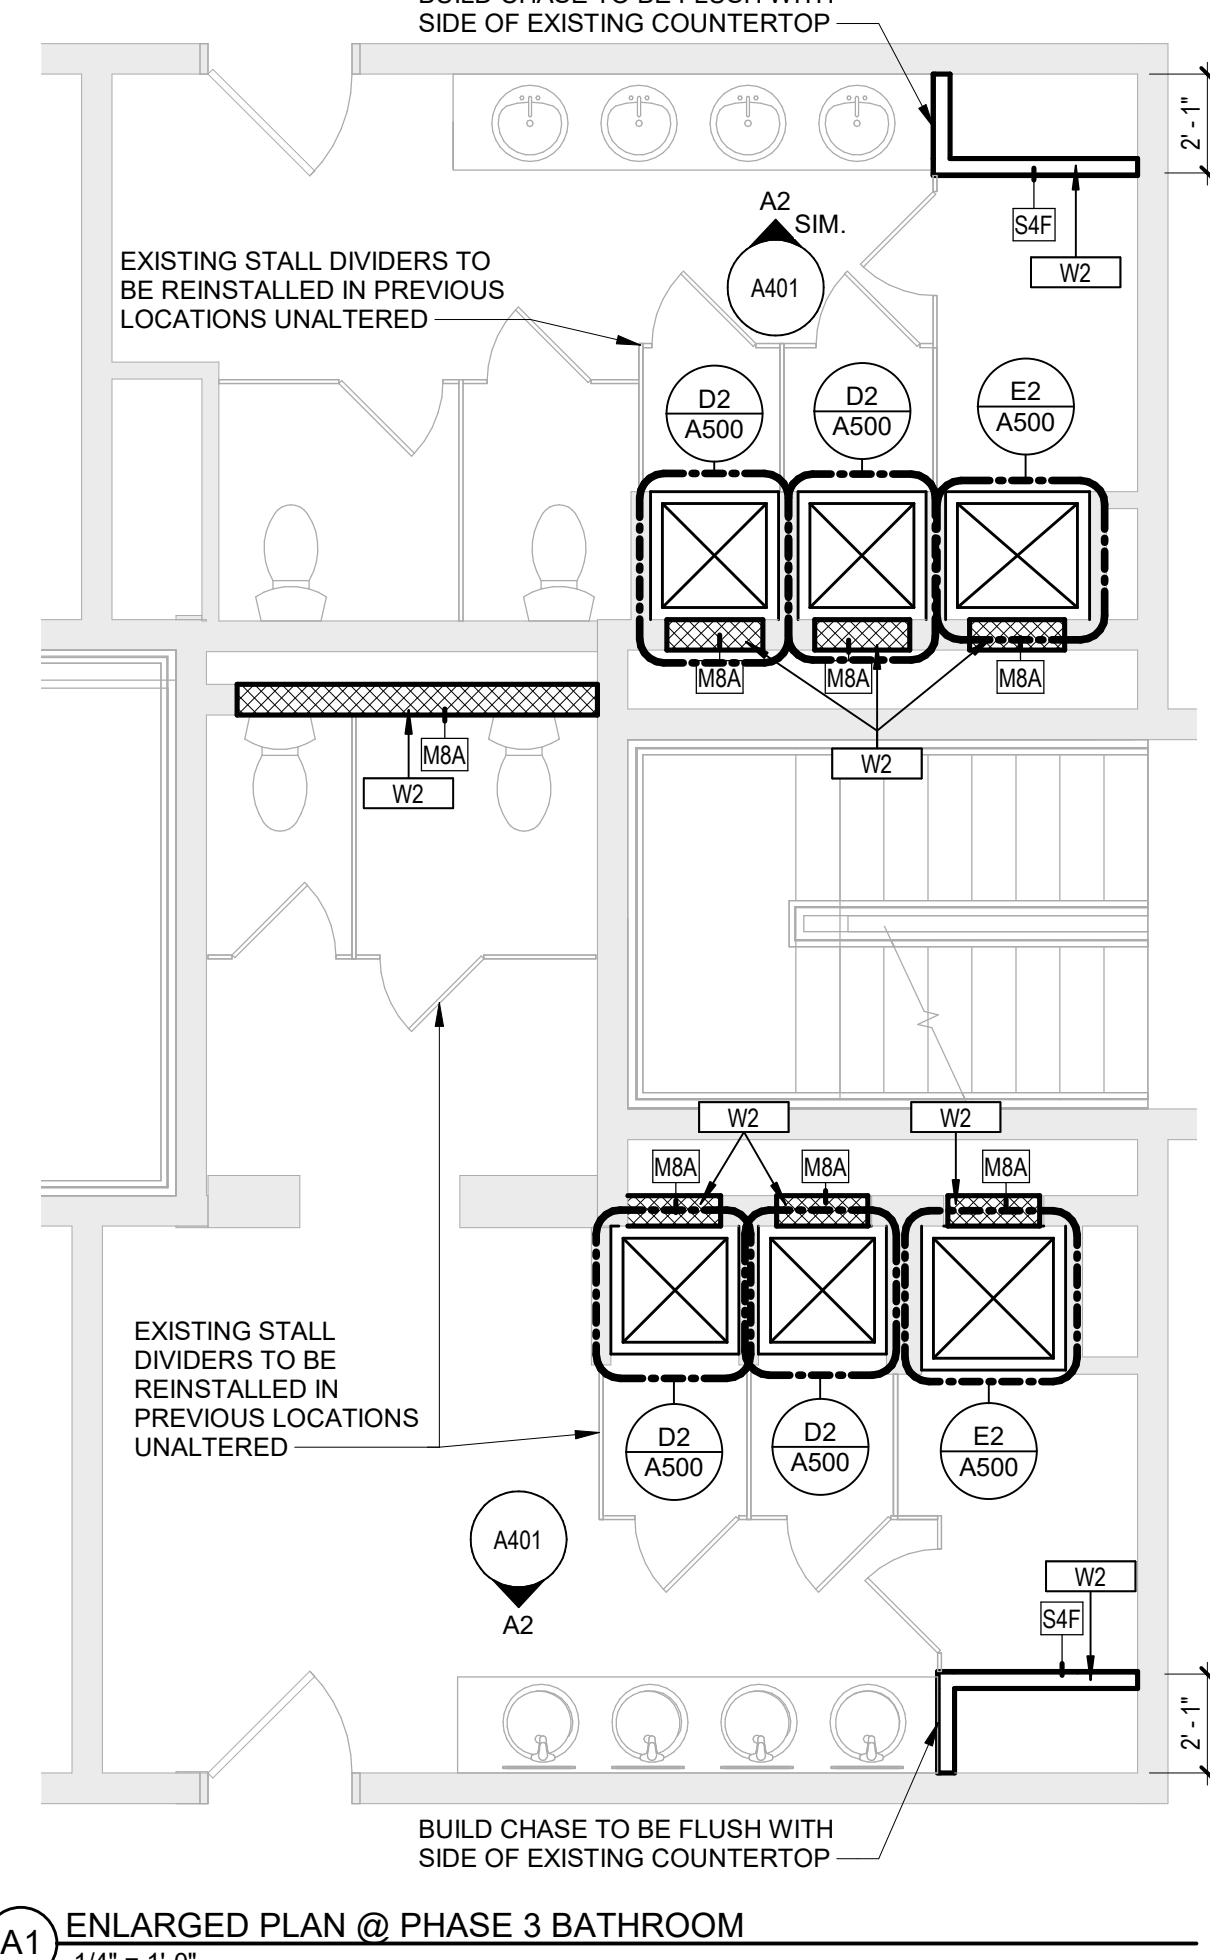 BUILD CHASE TO BE FLUSH WITH
SIDE OF EXISTING COUNTERTOP
2' - 1"
A2
SIM.
A401
S4F
W2
EXISTING STALL DIVIDERS TO
BE REINSTALLED IN PREVIOUS
LOCATIONS UNALTERED
D2
A500
D2
A500
E2
A500
M8A
M8A
M8A
W2
M8A
W2
W2
W2
M8A
M8A
M8A
EXISTING STALL
DIVIDERS TO BE
REINSTALLED IN
PREVIOUS LOCATIONS
UNALTERED
D2
A500
D2
A500
E2
A500
A401
A2
W2
S4F
2' - 1"
BUILD CHASE TO BE FLUSH WITH
SIDE OF EXISTING COUNTERTOP
A1
ENLARGED PLAN @ PHASE 3 BATHROOM
1/4" = 1'-0"